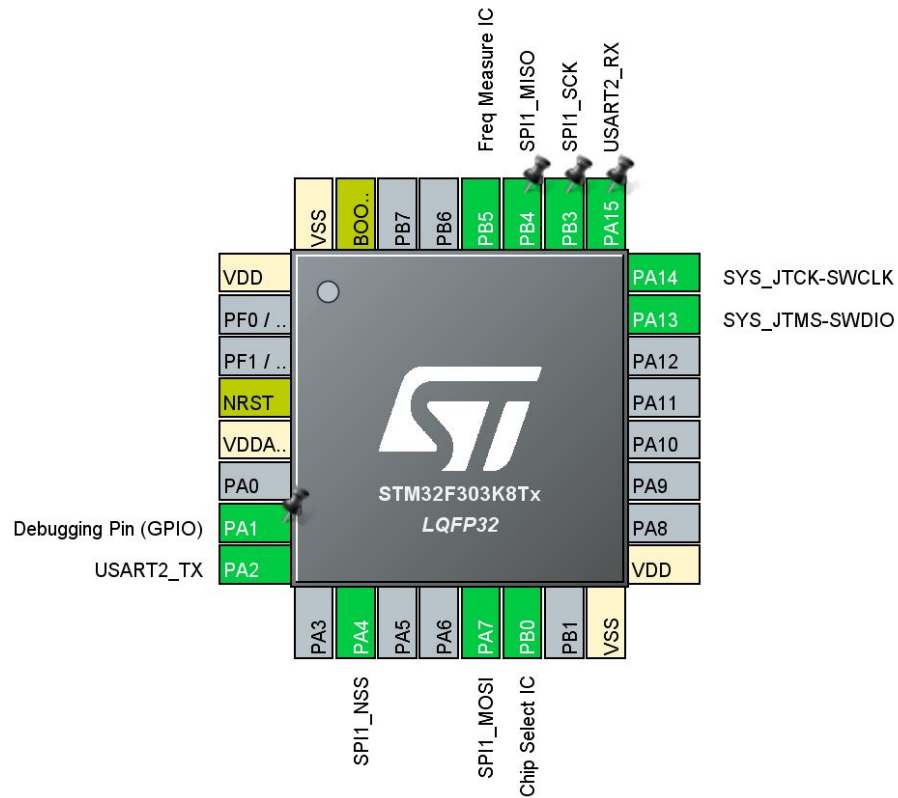 Freq Measure IC
SPI1_MISO
SPI1_SCK
USART2_RX
VSS
BOO..
PB7
PB6
PB5
PB4
PB3
PA15
VDD
PF0 / ..
PF1 / ..
NRST
VDDA..
PA0
Debugging Pin (GPIO) PA1
USART2_TX PA2
ST
STM32F303K8Tx
LQFP32
PA14 SYS_JTCK-SWCLK
PA13 SYS_JTMS-SWDIO
PA12
PA11
PA10
PA9
PA8
VDD
PA3
PA4
PA5
PA6
PA7
PB0
PB1
VSS
SPI1_NSS
SPI1_MOSI
Chip Select IC